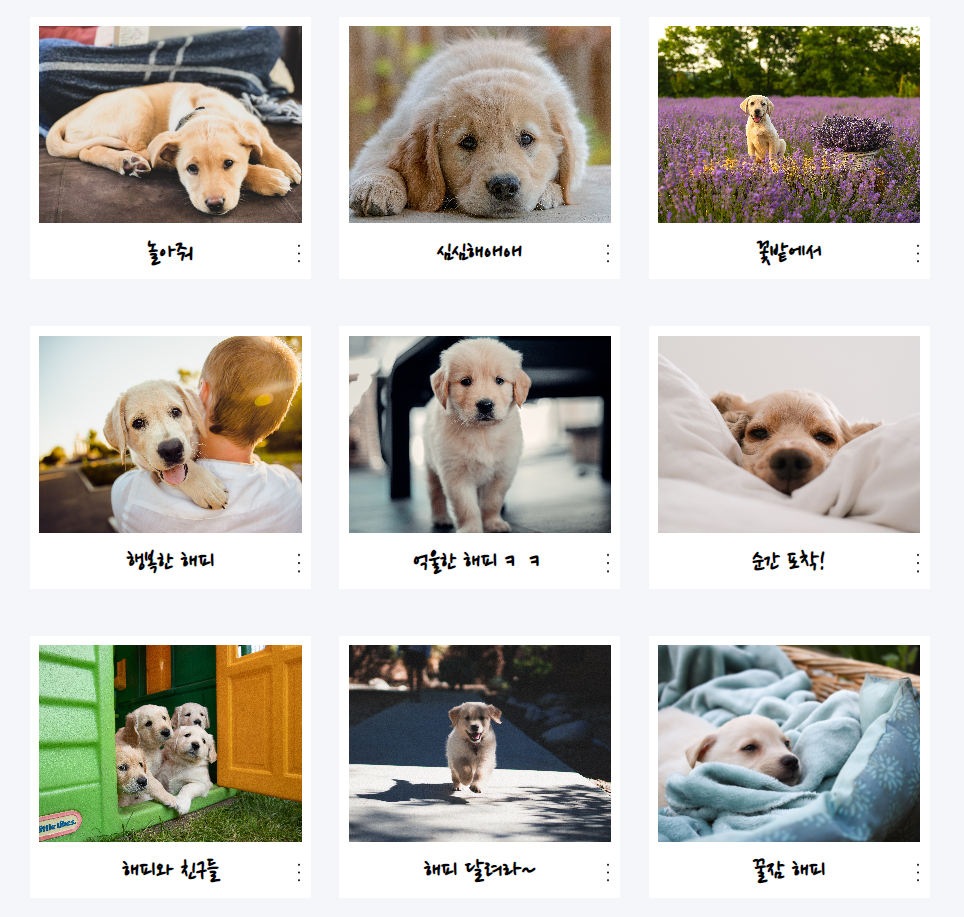 놀아줘
심심해애애
꽃밭에서
행복한 해피
억울한 해피 ㅋ ㅋ
순간 포착!
little tikes.
해피와 친구들
해피 달려라~
꿀잠 해피